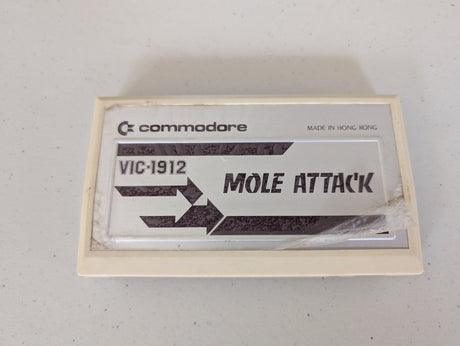 commodore
MADE IN HONG KONG
VIC-1912
MOLE ATTACK